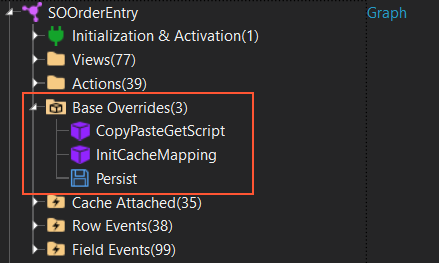 SOOrderEntry Graph
Initialization & Activation(1)
Views(77)
Actions(39)
Base Overrides(3)
CopyPasteGetScript
InitCacheMapping
Persist
Cache Attached(35)
Row Events(38)
Field Events(99)